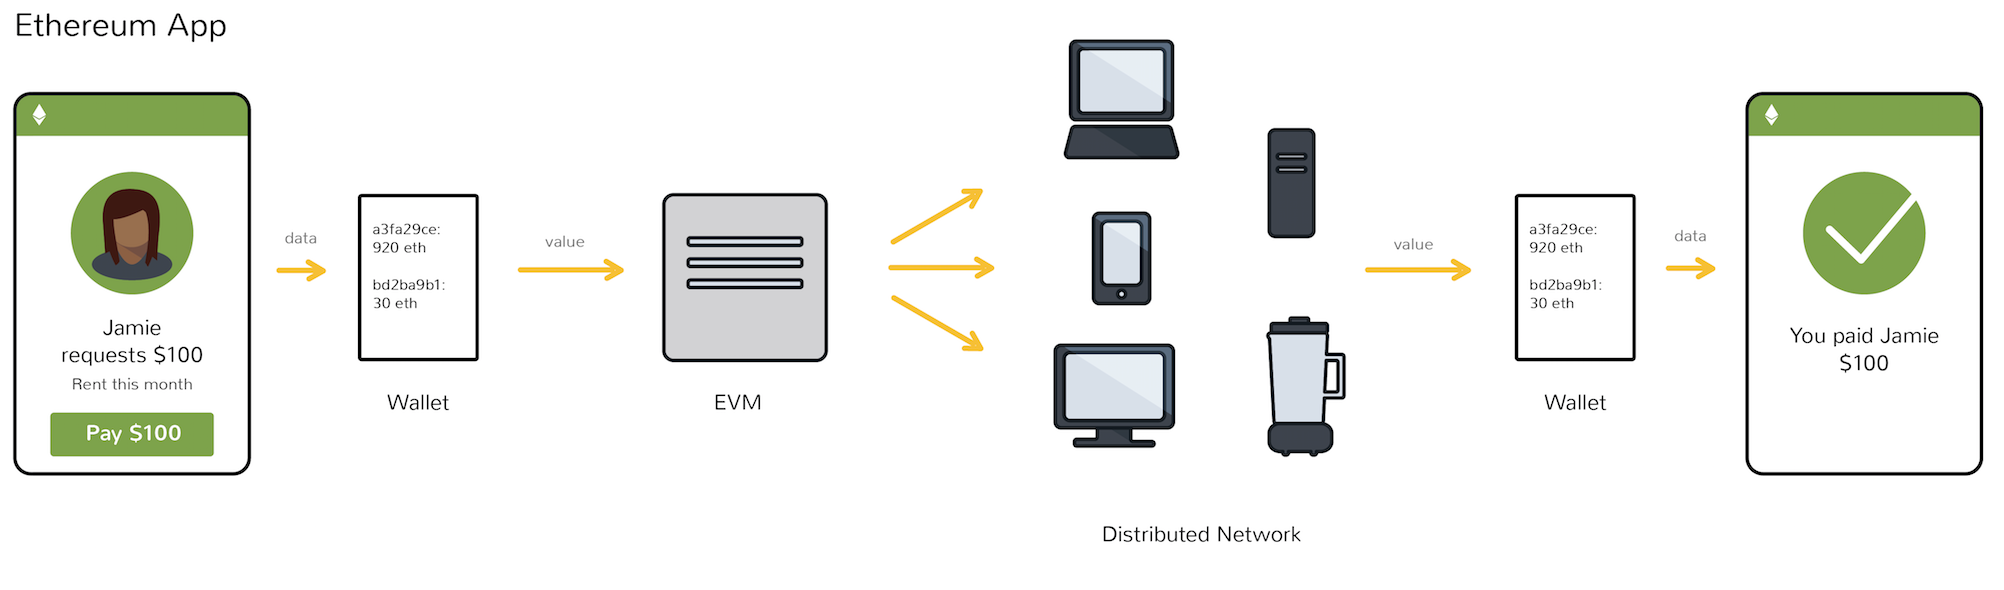 Ethereum App
Jamie
requests $100
Rent this month
Pay $100
data
a3fa29ce:
920 eth
bd2ba9b1:
30 eth
Wallet
value
EVM
Distributed Network
value
a3fa29ce:
920 eth
bd2ba9b1:
30 eth
Wallet
data
You paid Jamie
$100